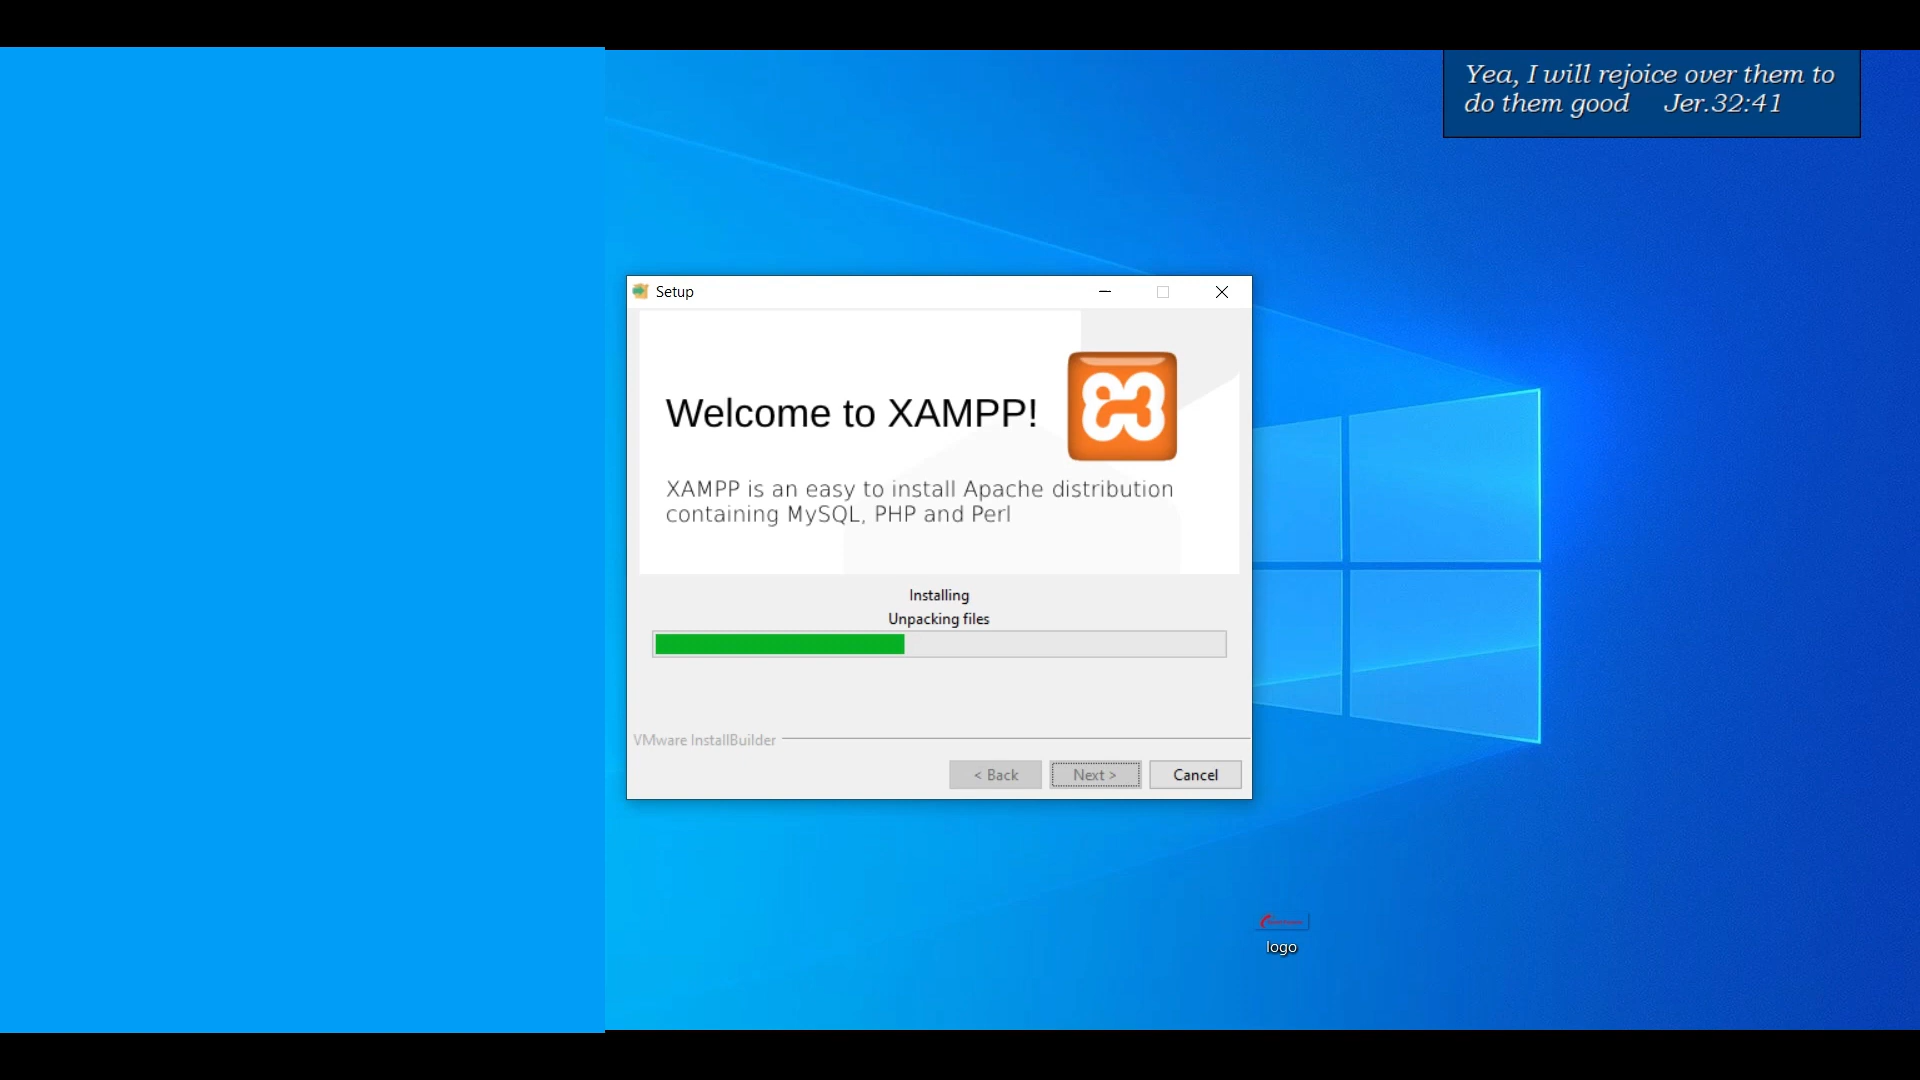 Yea, I will rejoice over them to
do them good Jer.32:41
Setup
Welcome to XAMPP!
XAMPP is an easy to install Apache distribution
containing MySQL, PHP and Perl
Installing
Unpacking files
VMware InstallBuilder
< Back
Next >
Cancel
logo